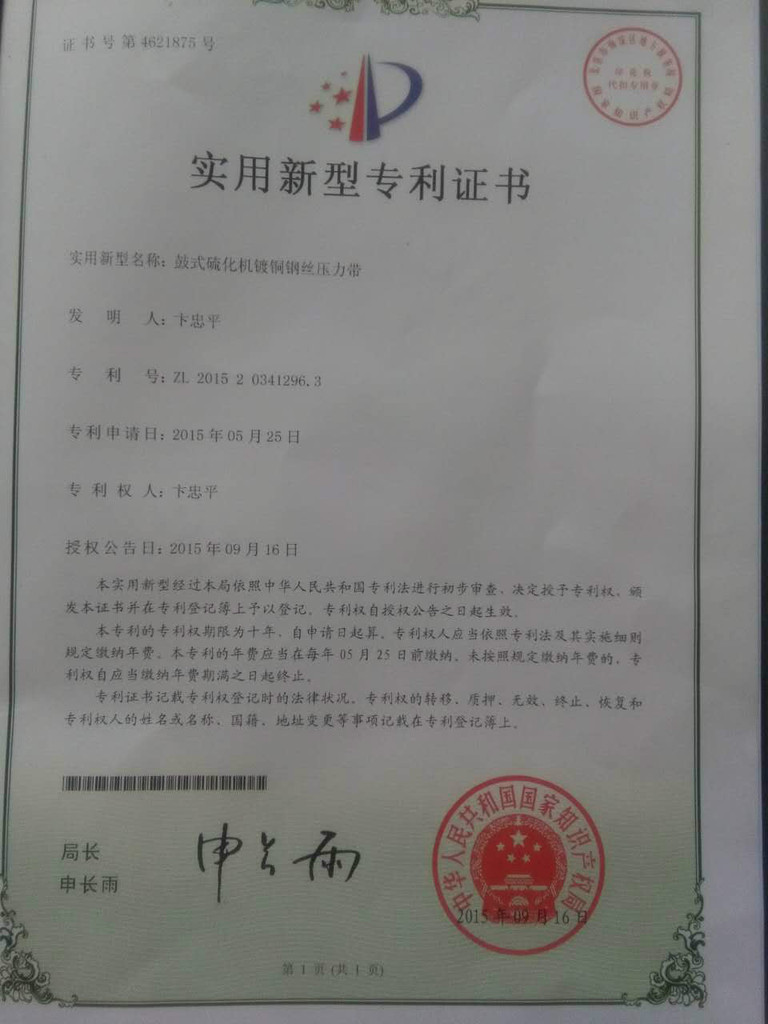 证书号第4621875号
实用新型专利证书
实用新型名称：鼓式硫化机镀铜钢丝压力带
发 明 人：卞忠平
专 利 号：ZL 2015 2 0341296.3
专利申请日：2015年05月25日
专 利 权 人：卞忠平
授权公告日：2015年09月16日
本实用新型经过本局依照中华人民共和国专利法进行初步审查，决定授予专利权，颁
发本证书并在专利登记簿上予以登记。专利权自授权公告之日起生效。
本专利的专利权期限为十年，自申请日起算。专利权人应当依照专利法及其实施细则
规定缴纳年费。本专利的年费应当在每年05月25日前缴纳。未按照规定缴纳年费的，专
利权自应当缴纳年费期满之日起终止。
专利证书记载专利权登记时的法律状况。专利权的转移、质押、无效、终止、恢复和
专利权人的姓名或名称、国籍、地址变更等事项记载在专利登记簿上。
局长
申长雨
申长雨
中华人民共和国国家知识产权局
2015年09月16日
第 1 页 (共 1 页)